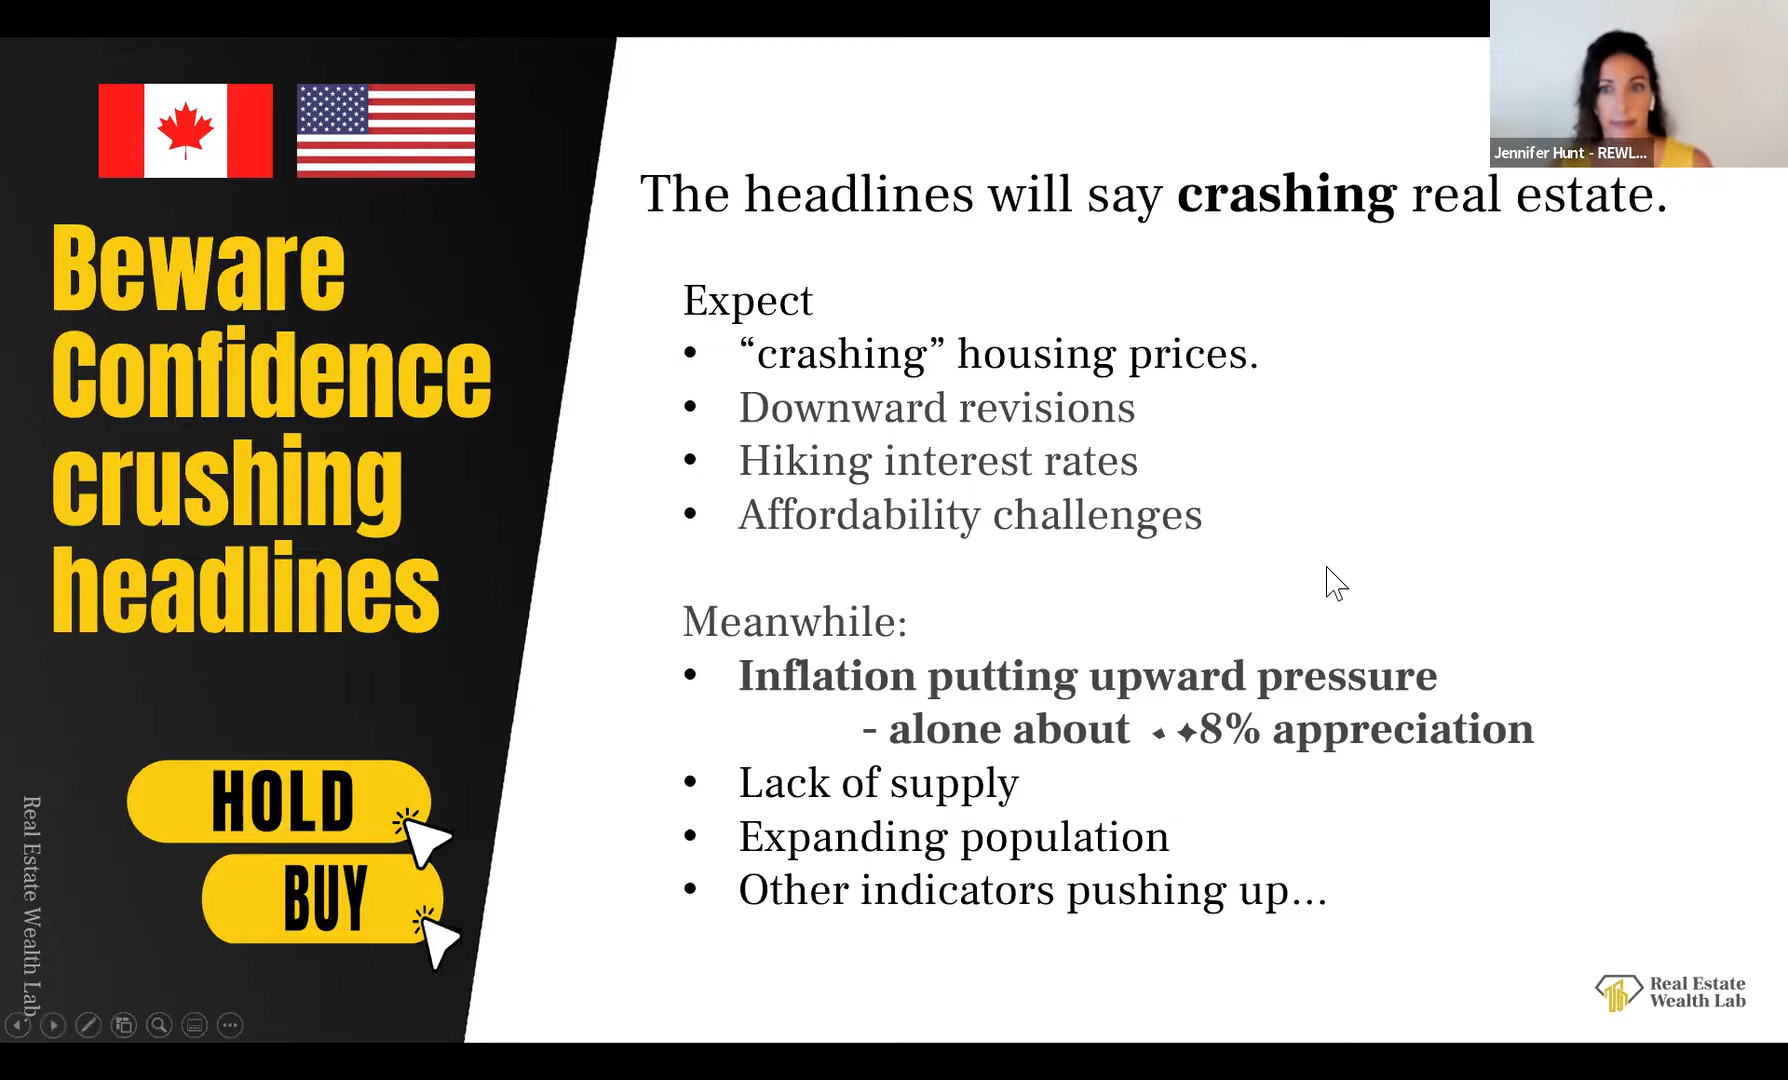 Beware
Confidence
crushing
headlines
HOLD
BUY
Real Estate Wealth Lab.
Jennifer Hunt - REWL...
The headlines will say crashing real estate.
Expect
• “crashing” housing prices.
• Downward revisions
• Hiking interest rates
• Affordability challenges
Meanwhile:
• Inflation putting upward pressure
- alone about 8% appreciation
• Lack of supply
• Expanding population
• Other indicators pushing up...
Real Estate
Wealth Lab